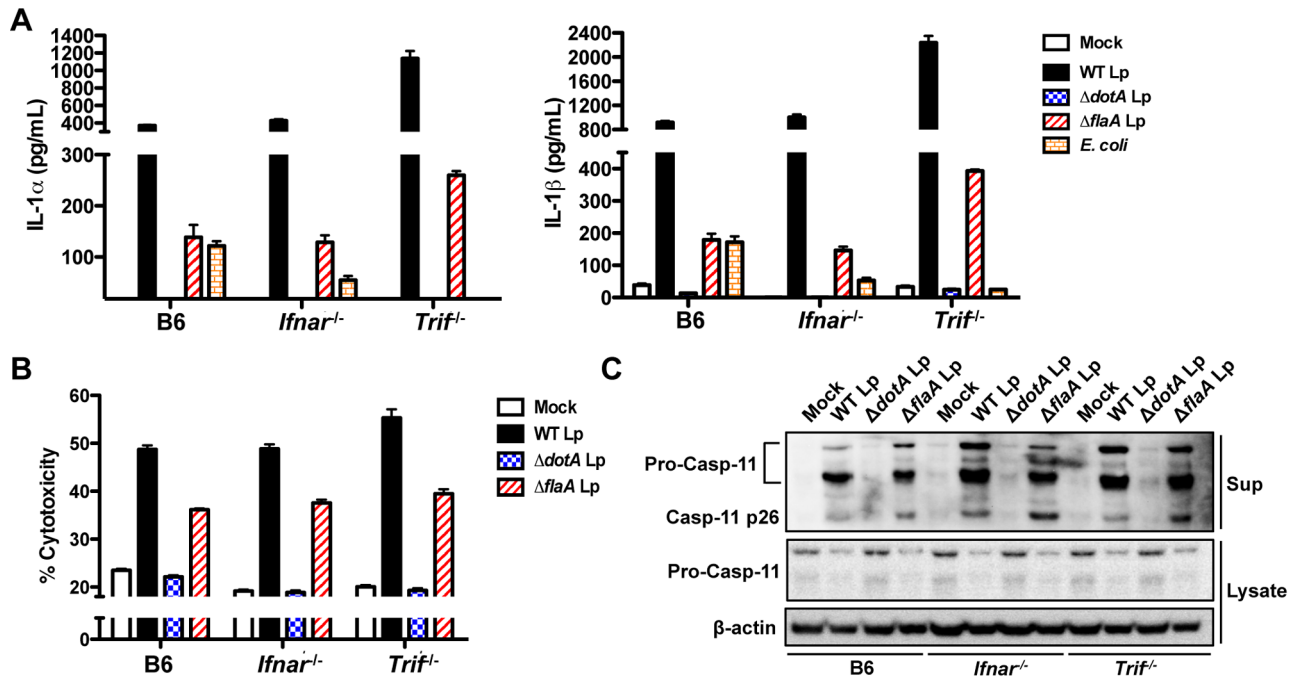 A
IL-1α (pg/mL)
1400
1200
1000
800
600
400
300
200
100
B6
Ifnar-/-
Trif-/-
IL-1β (pg/mL)
2400
2000
1600
1200
800
400
300
200
100
0
B6
Ifnar-/-
Trif-/-
Mock
WT Lp
ΔdotA Lp
ΔflaA Lp
E. coli
B
% Cytotoxicity
60
50
40
30
20
0
B6
Ifnar-/-
Trif-/-
Mock
WT Lp
ΔdotA Lp
ΔflaA Lp
C
Mock WT Lp ΔdotA Lp ΔflaA Lp Mock WT Lp ΔdotA Lp ΔflaA Lp Mock WT Lp ΔdotA Lp ΔflaA Lp
Pro-Casp-11
Casp-11 p26
Sup
Pro-Casp-11
Lysate
β-actin
B6 Ifnar-/- Trif-/-